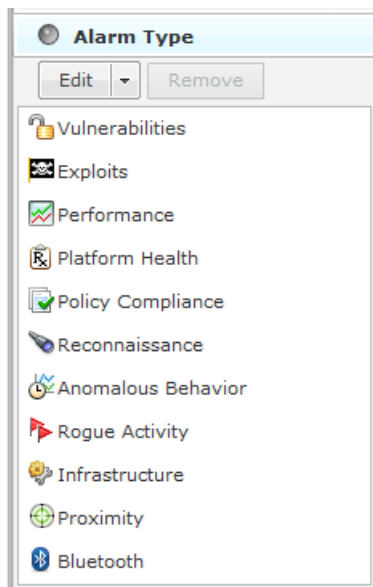 Alarm Type
Edit Remove
Vulnerabilities
Exploits
Performance
Platform Health
Policy Compliance
Reconnaissance
Anomalous Behavior
Rogue Activity
Infrastructure
Proximity
Bluetooth